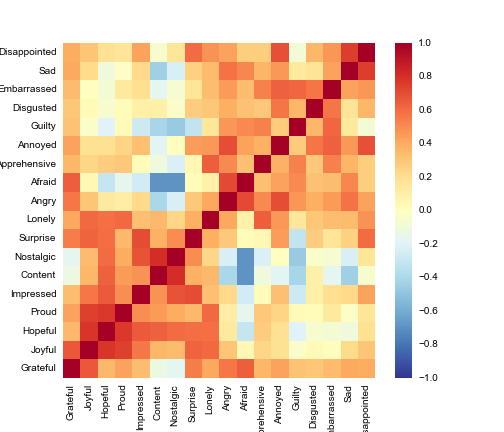 Disappointed
Sad
Embarrassed
Disgusted
Guilty
Annoyed
Apprehensive
Afraid
Angry
Lonely
Surprise
Nostalgic
Content
Impressed
Proud
Hopeful
Joyful
Grateful
Grateful
Joyful
Hopeful
Proud
Impressed
Content
Nostalgic
Surprise
Lonely
Angry
Afraid
prehensive
Annoyed
Guilty
Disgusted
mbarrassed
Sad
sappointed
1.0
0.8
0.6
0.4
0.2
0.0
−0.2
−0.4
−0.6
−0.8
−1.0